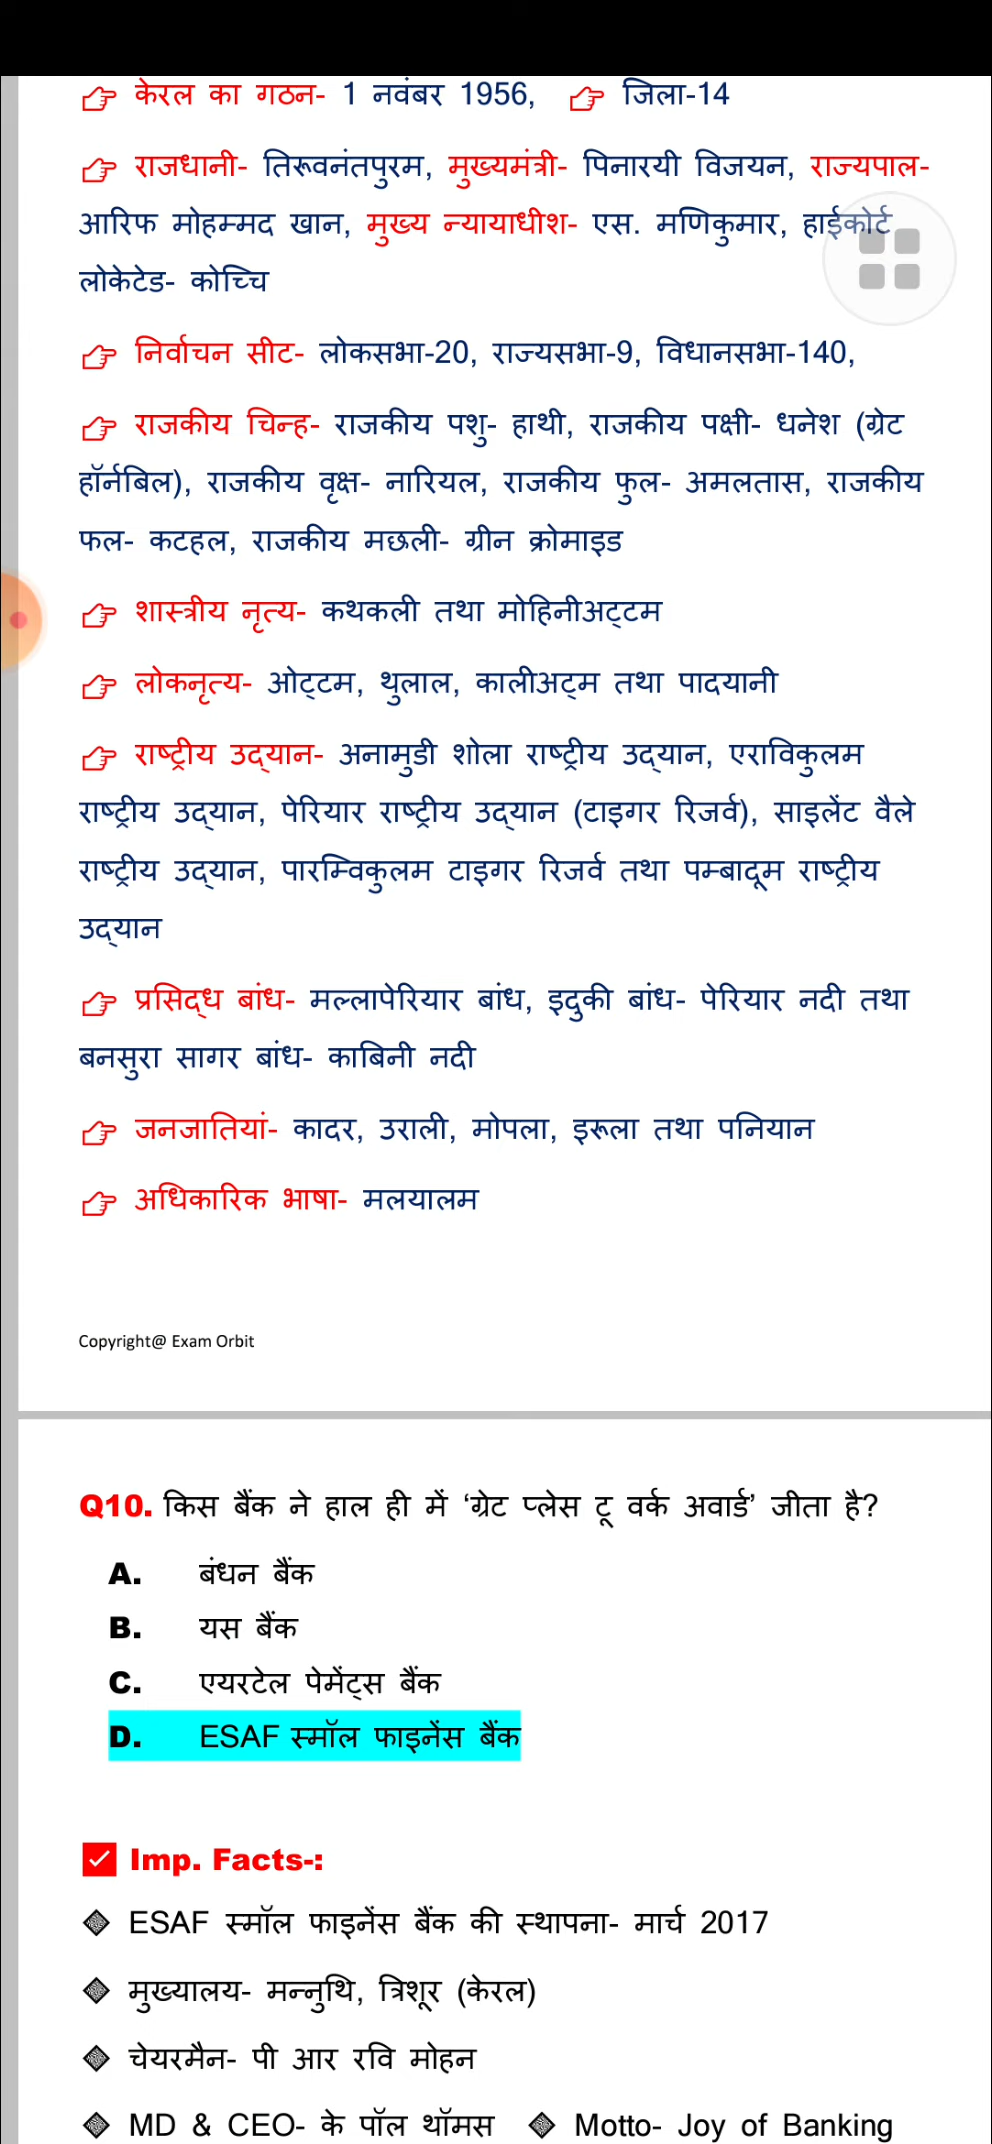 केरल का गठन- 1 नवंबर 1956, जिला-14
राजधानी- तिरूवनंतपुरम, मुख्यमंत्री- पिनारयी विजयन, राज्यपाल-
आरिफ मोहम्मद खान, मुख्य न्यायाधीश- एस. मणिकुमार, हाईकोर्ट
लोकेटेड- कोच्चि
निर्वाचन सीट- लोकसभा-20, राज्यसभा-9, विधानसभा-140,
राजकीय चिन्ह- राजकीय पशु- हाथी, राजकीय पक्षी- धनेश (ग्रेट
हॉर्नबिल), राजकीय वृक्ष- नारियल, राजकीय फुल- अमलतास, राजकीय
फल- कटहल, राजकीय मछली- ग्रीन क्रोमाइड
शास्त्रीय नृत्य- कथकली तथा मोहिनीअट्टम
लोकनृत्य- ओट्टम, थुलाल, कालीअट्म तथा पादयानी
राष्ट्रीय उद्यान- अनामुडी शोला राष्ट्रीय उद्यान, एराविकुलम
राष्ट्रीय उद्यान, पेरियार राष्ट्रीय उद्यान (टाइगर रिजर्व), साइलेंट वैले
राष्ट्रीय उद्यान, पारम्विकुलम टाइगर रिजर्व तथा पम्बादूम राष्ट्रीय
उद्यान
प्रसिद्ध बांध- मल्लापेरियार बांध, इदुकी बांध- पेरियार नदी तथा
बनसुरा सागर बांध- काबिनी नदी
जनजातियां- कादर, उराली, मोपला, इरूला तथा पनियान
अधिकारिक भाषा- मलयालम
Copyright@ Exam Orbit
Q10. किस बैंक ने हाल ही में ‘ग्रेट प्लेस टू वर्क अवार्ड’ जीता है?
A. बंधन बैंक
B. यस बैंक
C. एयरटेल पेमेंट्स बैंक
D. ESAF स्मॉल फाइनेंस बैंक
Imp. Facts-:
ESAF स्मॉल फाइनेंस बैंक की स्थापना- मार्च 2017
मुख्यालय- मन्नुथि, त्रिशूर (केरल)
चेयरमैन- पी आर रवि मोहन
MD & CEO- के पॉल थॉमस Motto- Joy of Banking